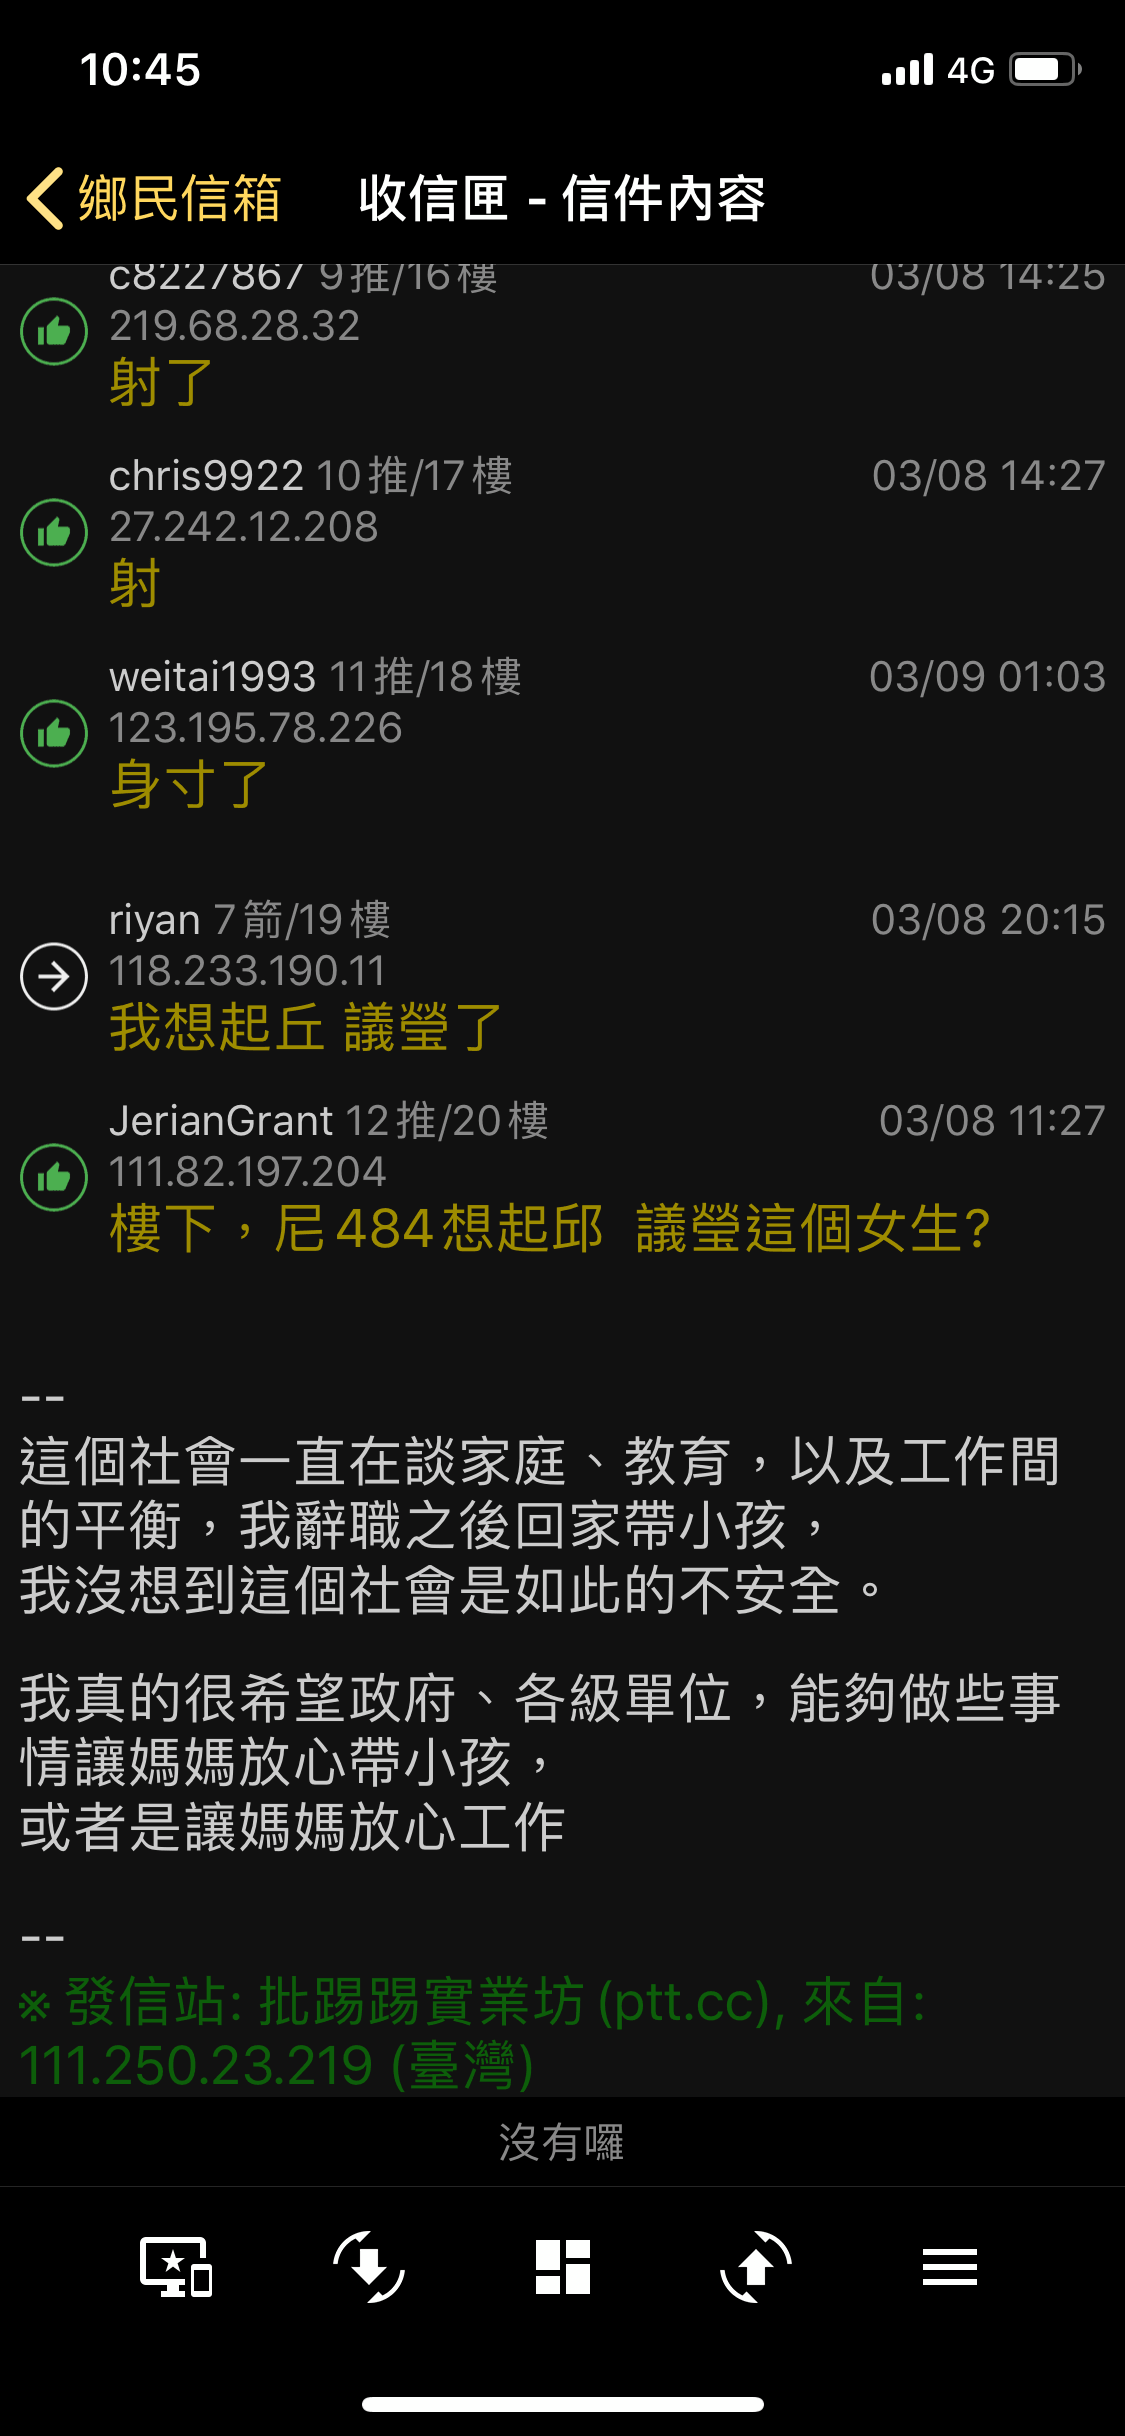 10:45
4G
鄉民信箱
收信匣 - 信件內容
c8227867 9推/16樓
03/08 14:25
219.68.28.32
射了
chris9922 10推/17樓
03/08 14:27
27.242.12.208
射
weitai1993 11推/18樓
03/09 01:03
123.195.78.226
身寸了
riyan 7箭/19樓
03/08 20:15
118.233.190.11
我想起丘 議瑩了
JerianGrant 12推/20樓
03/08 11:27
111.82.197.204
樓下，尼484想起邱 議瑩這個女生?
--
這個社會一直在談家庭、教育，以及工作間
的平衡，我辭職之後回家帶小孩，
我沒想到這個社會是如此的不安全。
我真的很希望政府、各級單位，能夠做些事
情讓媽媽放心帶小孩，
或者是讓媽媽放心工作
--
※ 發信站: 批踢踢實業坊(ptt.cc), 來自:
111.250.23.219 (臺灣)
沒有囉